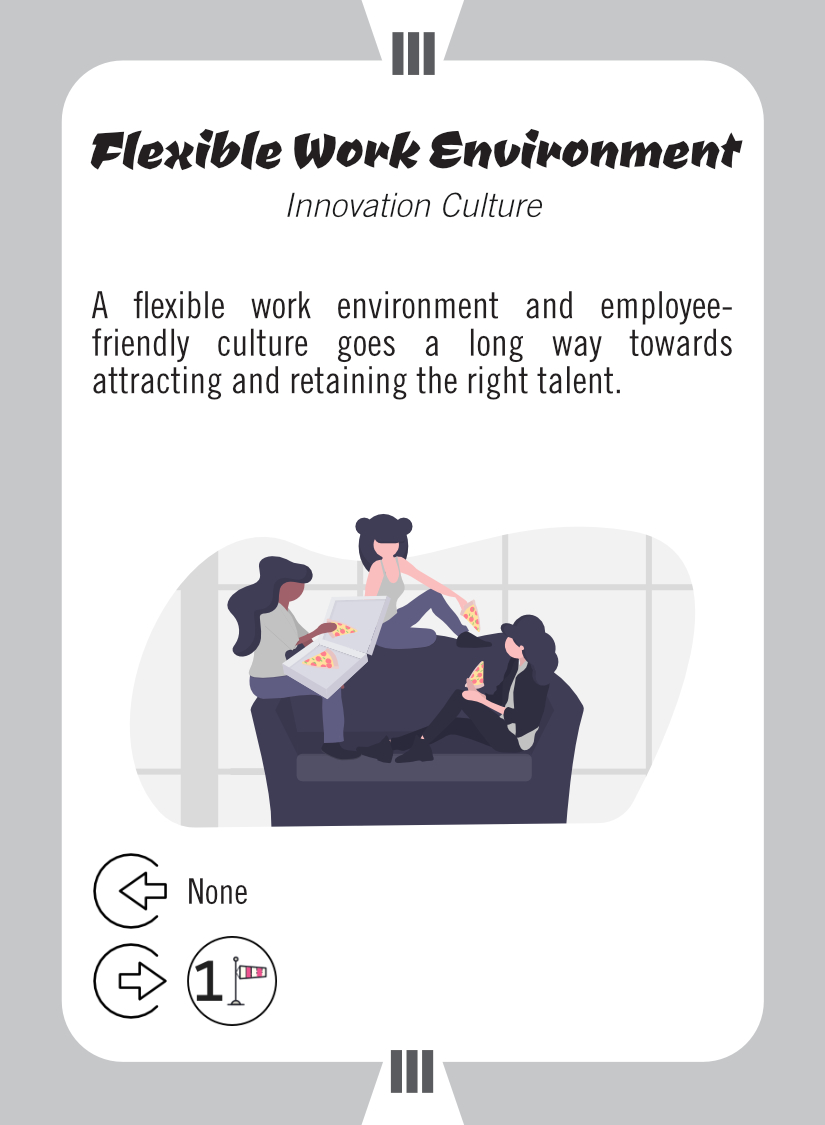 III
Flexible Work Environment
Innovation Culture
A flexible work environment and employee-
friendly culture goes a long way towards
attracting and retaining the right talent.
None
1
III